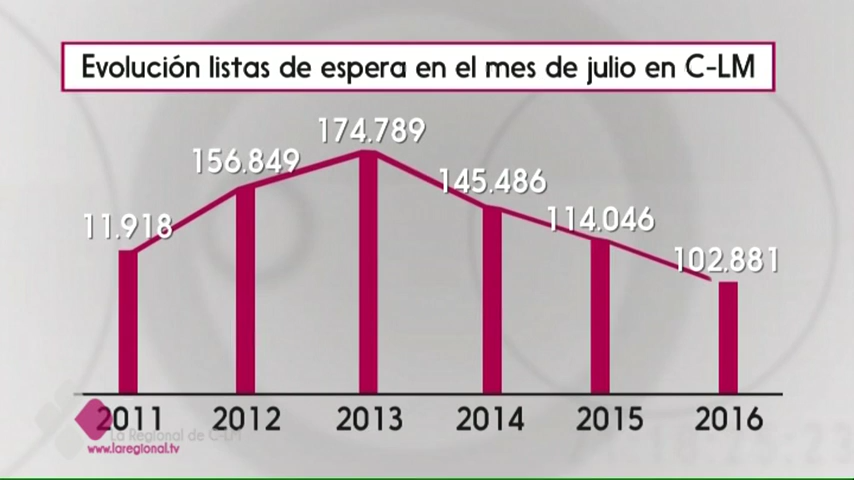 Evolución listas de espera en el mes de julio en C-LM
174.789
156.849
145.486
11.918
114.046
102.881
2011 2012 2013 2014 2015 2016
La Regional de C-LM
www.laregional.tv